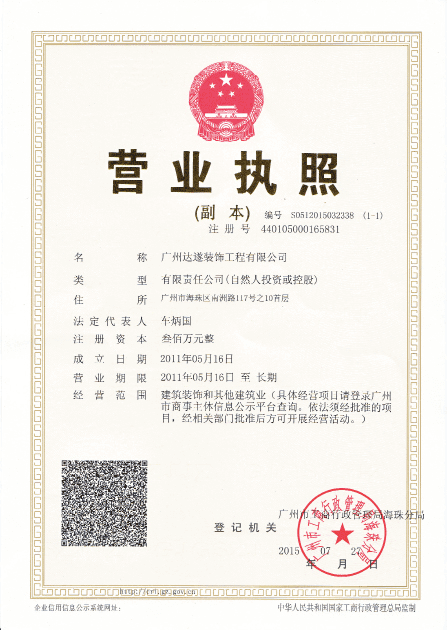 营业执照
(副 本) 编号 S0512015032338 (1-1)
注 册 号 440105000165831
名 称 广州达遂装饰工程有限公司
类 型 有限责任公司(自然人投资或控股)
住 所 广州市海珠区南洲路117号之10首层
法定代表人 车炳国
注 册 资 本 叁佰万元整
成 立 日 期 2011年05月16日
营 业 期 限 2011年05月16日 至 长期
经 营 范 围 建筑装饰和其他建筑业(具体经营项目请登录广州
市商事主体信息公示平台查询。依法须经批准的项
目,经相关部门批准后方可开展经营活动。)
登 记 机 关
广州市工商行政管理局海珠分局
2015 07 27
年 月 日
企业信用信息公示系统网址:
中华人民共和国国家工商行政管理总局监制